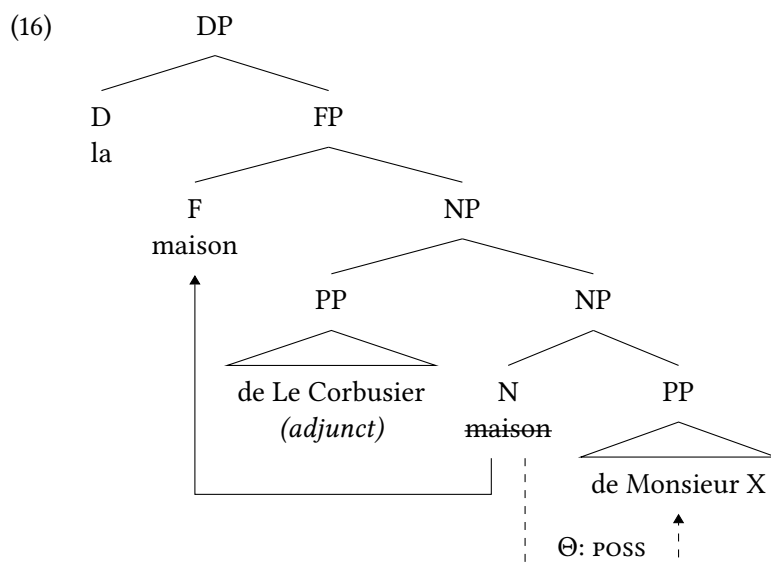 (16) DP
D FP
la
F NP
maison
PP NP
de Le Corbusier N PP
(adjunct) maison
de Monsieur X
Θ: POSS